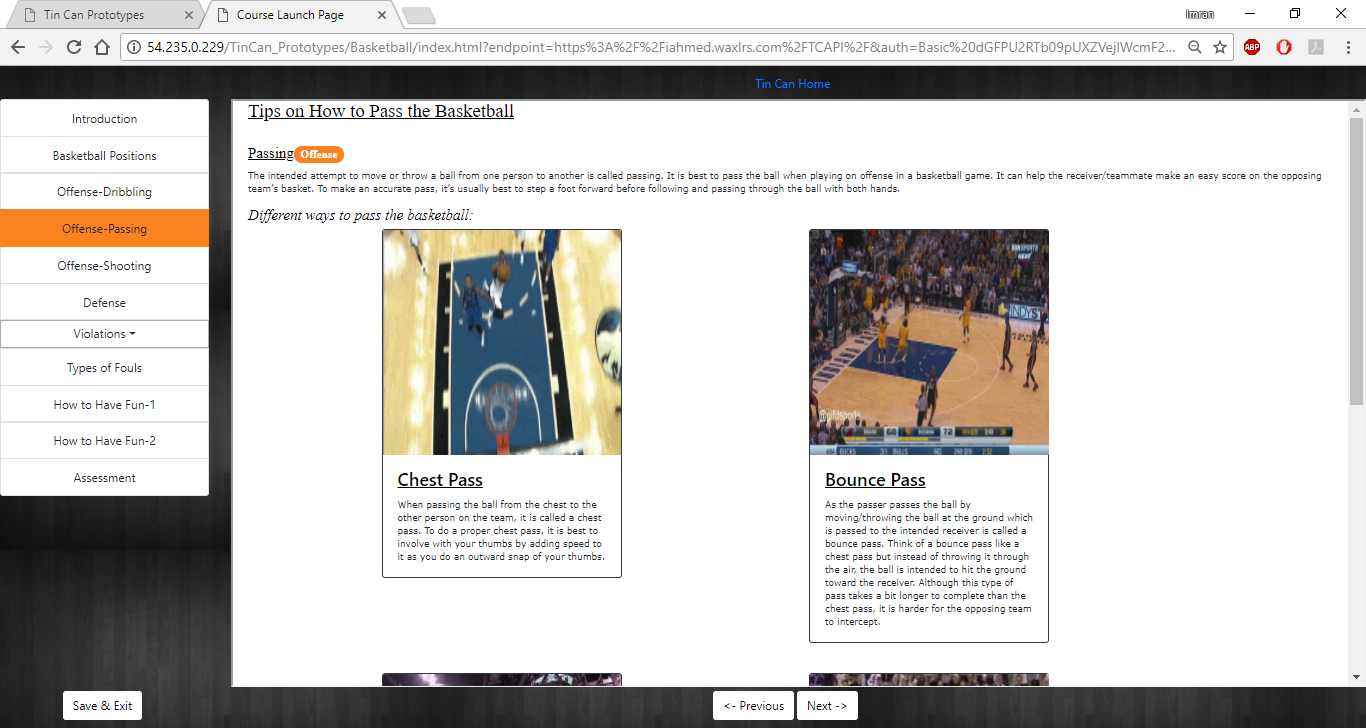 Tin Can Prototypes
Course Launch Page
Imran
54.235.0.229/TinCan_Prototypes/Basketball/index.html?endpoint=https%3A%2F%2Fiahmed.waxlrs.com%2FTCAPI%2F&auth=Basic%20dGFPU2RTb09pUXZVejlWcmF2...
ABP
Tin Can Home
Introduction
Basketball Positions
Offense-Dribbling
Offense-Passing
Offense-Shooting
Defense
Violations
Types of Fouls
How to Have Fun-1
How to Have Fun-2
Assessment
Tips on How to Pass the Basketball
Passing Offense
The intended attempt to move or throw a ball from one person to another is called passing. It is best to pass the ball when playing on offense in a basketball game. It can help the receiver/teammate make an easy score on the opposing
team's basket. To make an accurate pass, it's usually best to step a foot forward before following and passing through the ball with both hands.
Different ways to pass the basketball:
Chest Pass
When passing the ball from the chest to the
other person on the team, it is called a chest
pass. To do a proper chest pass, it is best to
involve with your thumbs by adding speed to
it as you do an outward snap of your thumbs.
@gifdsports
68
72
BUCKS 31 BULLS 40
Bounce Pass
As the passer passes the ball by
moving/throwing the ball at the ground which
is passed to the intended receiver is called a
bounce pass. Think of a bounce pass like a
chest pass but instead of throwing it through
the air, the ball is intended to hit the ground
toward the receiver. Although this type of
pass takes a bit longer to complete than the
chest pass, it is harder for the opposing team
to intercept.
Save & Exit
<- Previous
Next ->